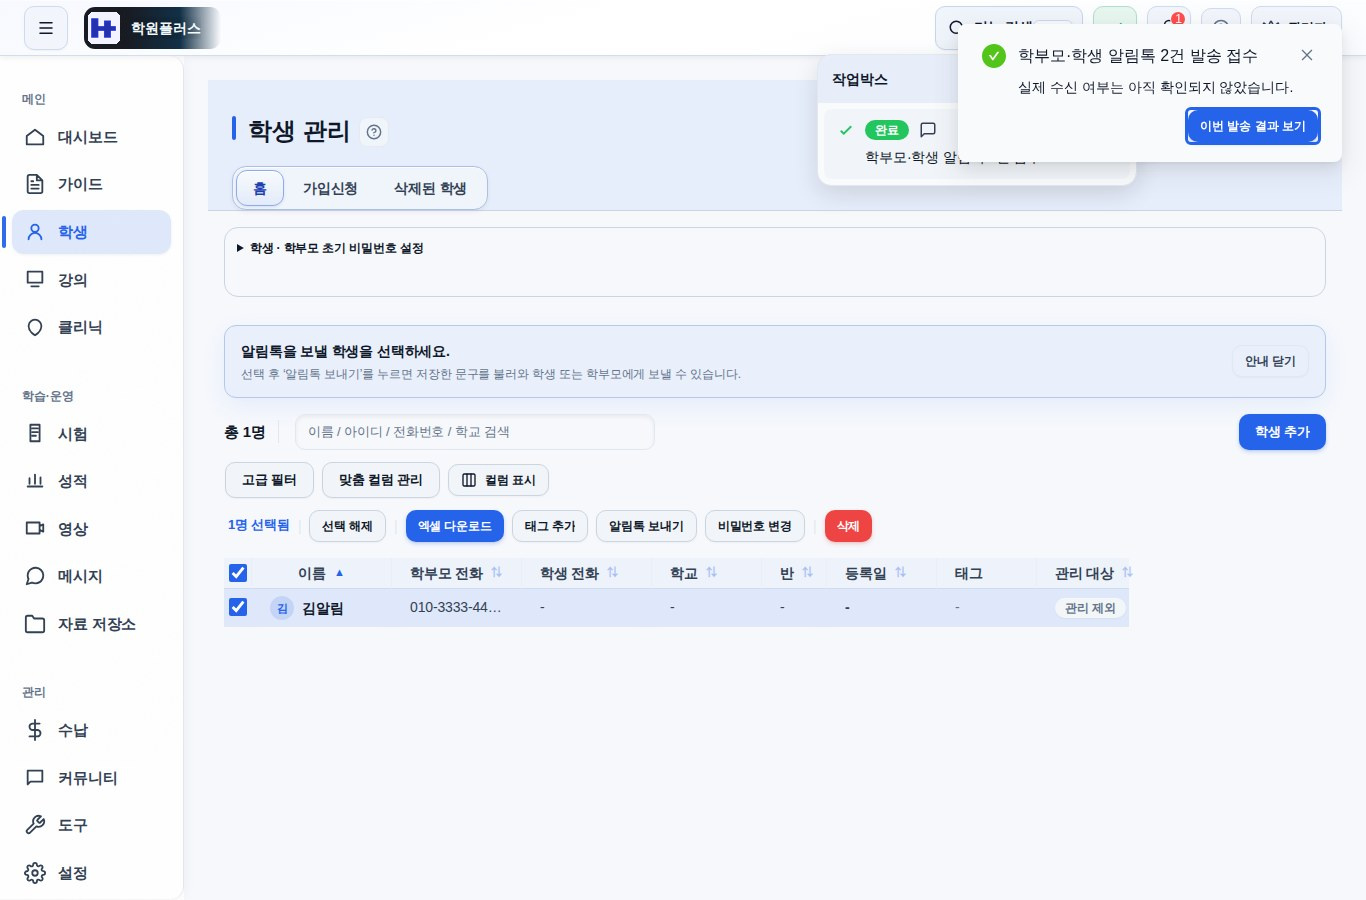 학원플러스
1
학부모·학생 알림톡 2건 발송 접수
실제 수신 여부는 아직 확인되지 않았습니다.
이번 발송 결과 보기
작업박스
완료
학부모·학생
메인
대시보드
가이드
학생
강의
클리닉
학습·운영
시험
성적
영상
메시지
자료 저장소
관리
수납
커뮤니티
도구
설정
학생 관리
홈 가입신청 삭제된 학생
▶ 학생 · 학부모 초기 비밀번호 설정
알림톡을 보낼 학생을 선택하세요.
선택 후 '알림톡 보내기'를 누르면 저장한 문구를 불러와 학생 또는 학부모에게 보낼 수 있습니다.
안내 닫기
총 1명 이름 / 아이디 / 전화번호 / 학교 검색 학생 추가
고급 필터 맞춤 컬럼 관리 컬럼 표시
1명 선택됨 | 선택 해제 | 엑셀 다운로드 태그 추가 알림톡 보내기 비밀번호 변경 | 삭제
이름 ▲ 학부모 전화 학생 전화 학교 반 등록일 태그 관리 대상
김 김알림 010-3333-44… - - - - - 관리 제외